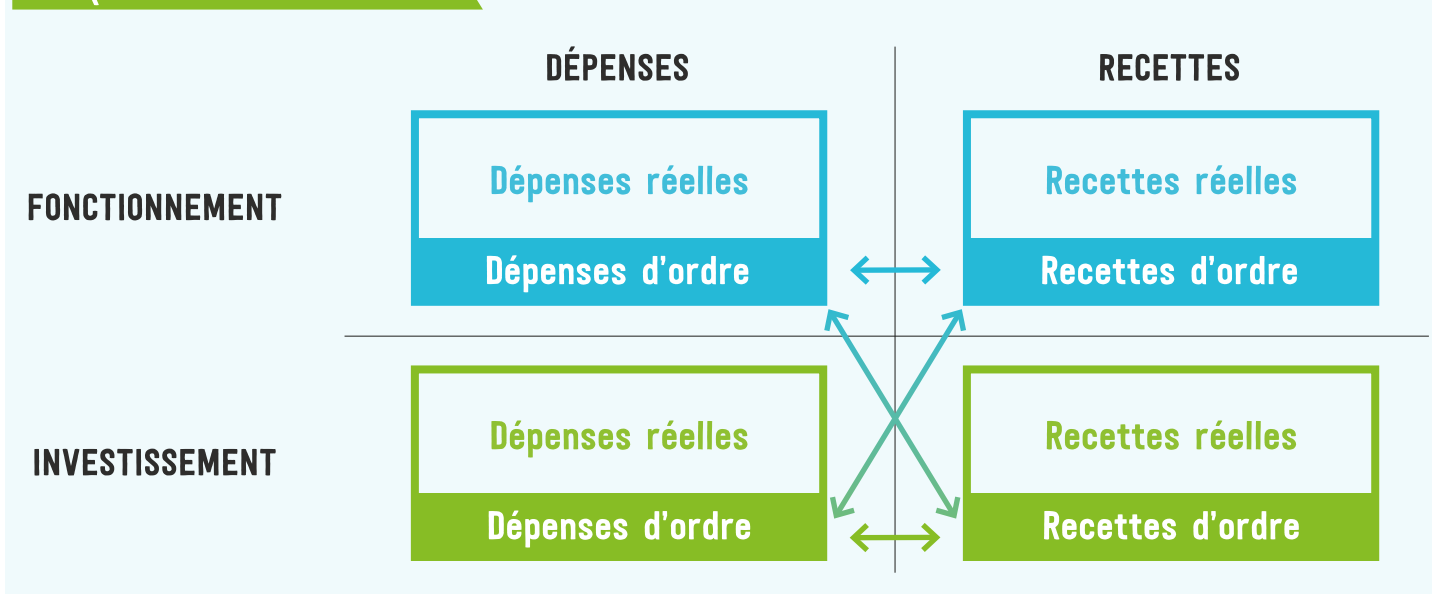 DÉPENSES
RECETTES
FONCTIONNEMENT
Dépenses réelles
Recettes réelles
Dépenses d'ordre
Recettes d'ordre
INVESTISSEMENT
Dépenses réelles
Recettes réelles
Dépenses d'ordre
Recettes d'ordre